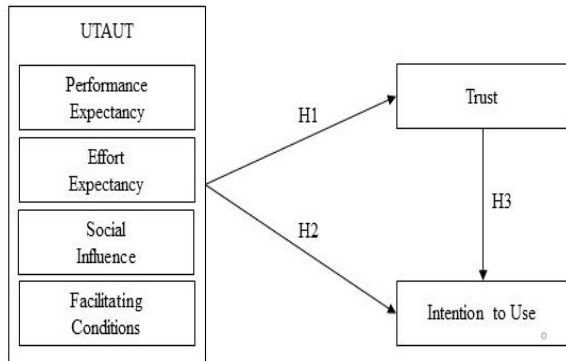 UTAUT
Performance
Expectancy
Effort
Expectancy
Social
Influence
Facilitating
Conditions
H1
H2
Trust
H3
Intention to Use